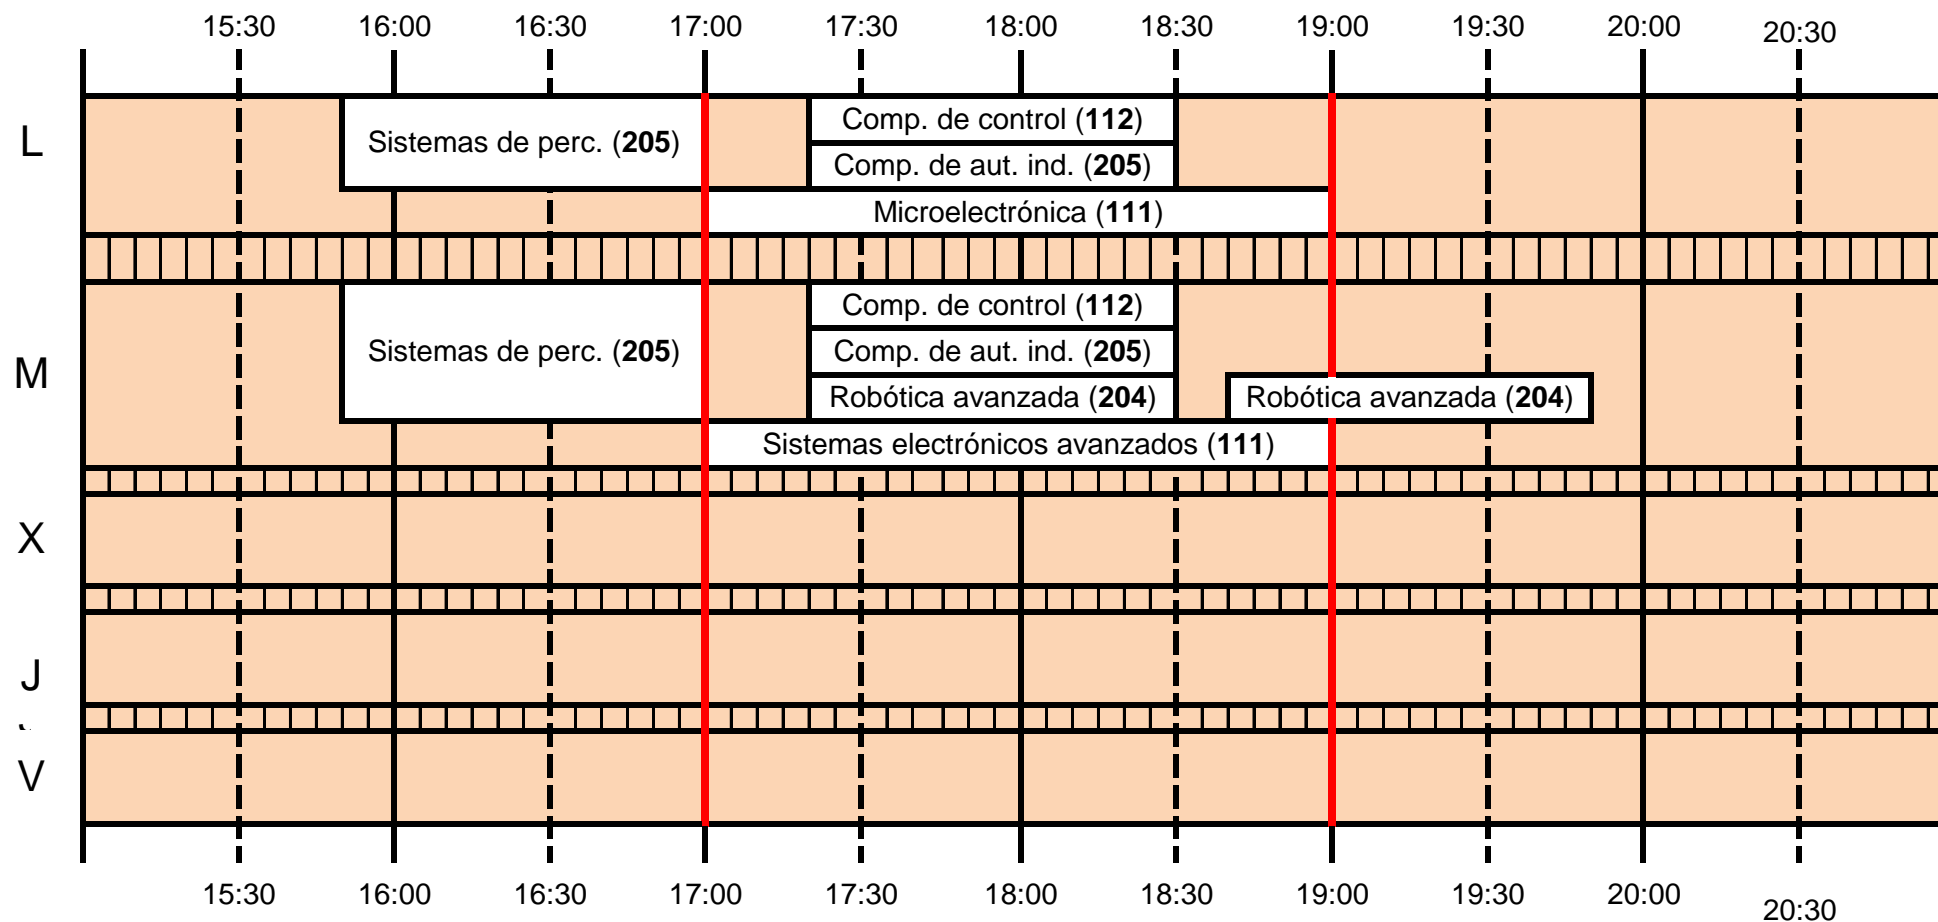 15:30 16:00 16:30 17:00 17:30 18:00 18:30 19:00 19:30 20:00 20:30
L
Sistemas de perc. (205)
Comp. de control (112)
Comp. de aut. ind. (205)
Microelectrónica (111)
M
Sistemas de perc. (205)
Comp. de control (112)
Comp. de aut. ind. (205)
Robótica avanzada (204)
Robótica avanzada (204)
Sistemas electrónicos avanzados (111)
X
J
V
15:30 16:00 16:30 17:00 17:30 18:00 18:30 19:00 19:30 20:00 20:30